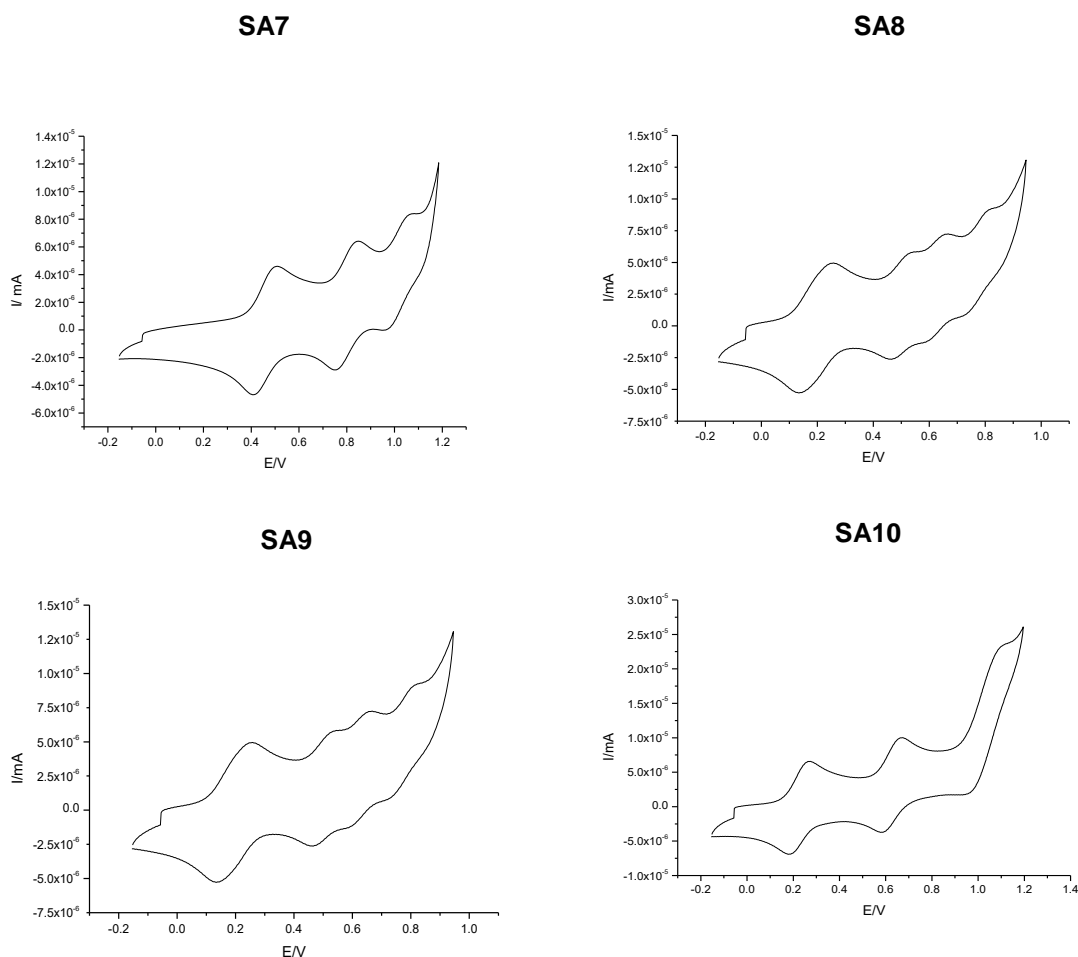 SA7
1.4x10⁻⁵
1.2x10⁻⁵
1.0x10⁻⁵
8.0x10⁻⁶
6.0x10⁻⁶
4.0x10⁻⁶
2.0x10⁻⁶
0.0
-2.0x10⁻⁶
-4.0x10⁻⁶
-6.0x10⁻⁶
I/ mA
-0.2 0.0 0.2 0.4 0.6 0.8 1.0 1.2
E/V
SA8
1.5x10⁻⁵
1.3x10⁻⁵
1.0x10⁻⁵
7.5x10⁻⁶
5.0x10⁻⁶
2.5x10⁻⁶
0.0
-2.5x10⁻⁶
-5.0x10⁻⁶
-7.5x10⁻⁶
I/mA
-0.2 0.0 0.2 0.4 0.6 0.8 1.0
E/V
SA9
1.5x10⁻⁵
1.2x10⁻⁵
1.0x10⁻⁵
7.5x10⁻⁶
5.0x10⁻⁶
2.5x10⁻⁶
0.0
-2.5x10⁻⁶
-5.0x10⁻⁶
-7.5x10⁻⁶
I/mA
-0.2 0.0 0.2 0.4 0.6 0.8 1.0
E/V
SA10
3.0x10⁻⁵
2.5x10⁻⁵
2.0x10⁻⁵
1.5x10⁻⁵
1.0x10⁻⁵
5.0x10⁻⁶
0.0
-5.0x10⁻⁶
-1.0x10⁻⁵
I/mA
-0.2 0.0 0.2 0.4 0.6 0.8 1.0 1.2 1.4
E/V